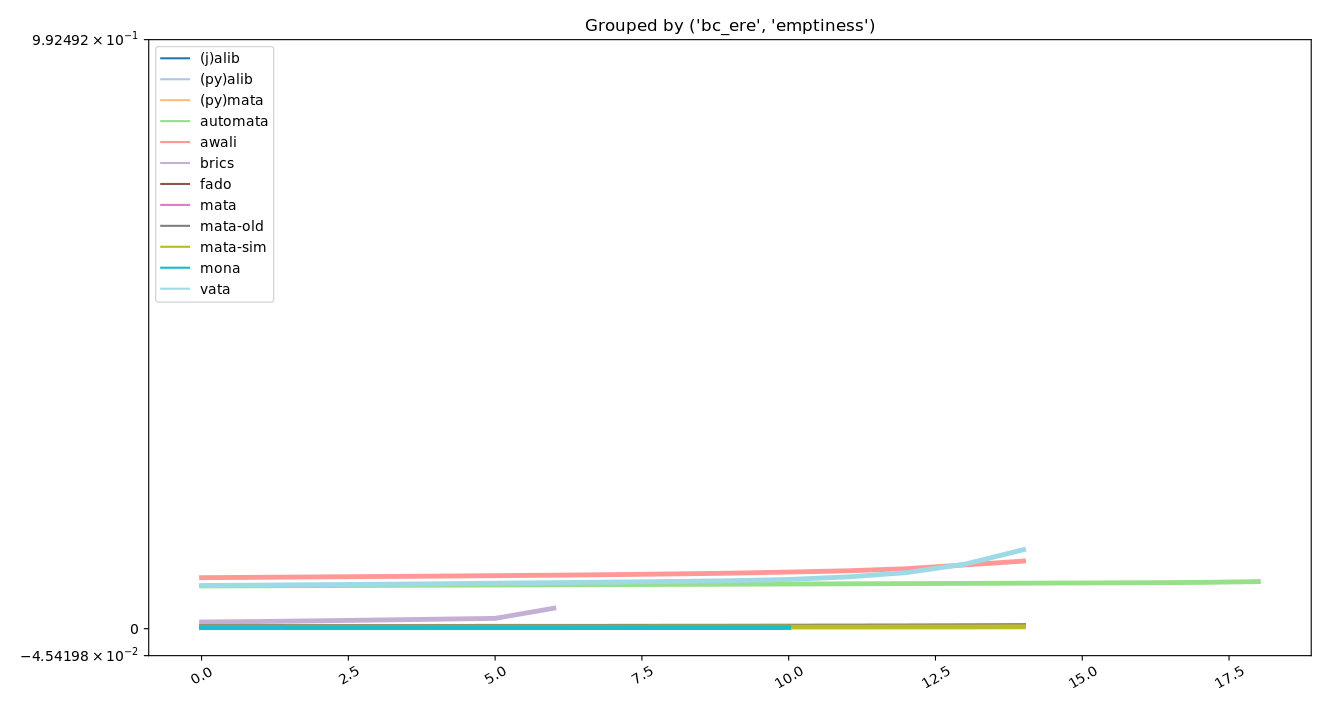 Grouped by ('bc_ere', 'emptiness')
9.92492 × 10⁻¹
(j)alib
(py)alib
(py)mata
automata
awali
brics
fado
mata
mata-old
mata-sim
mona
vata
0
−4.54198 × 10⁻²
0.0 2.5 5.0 7.5 10.0 12.5 15.0 17.5